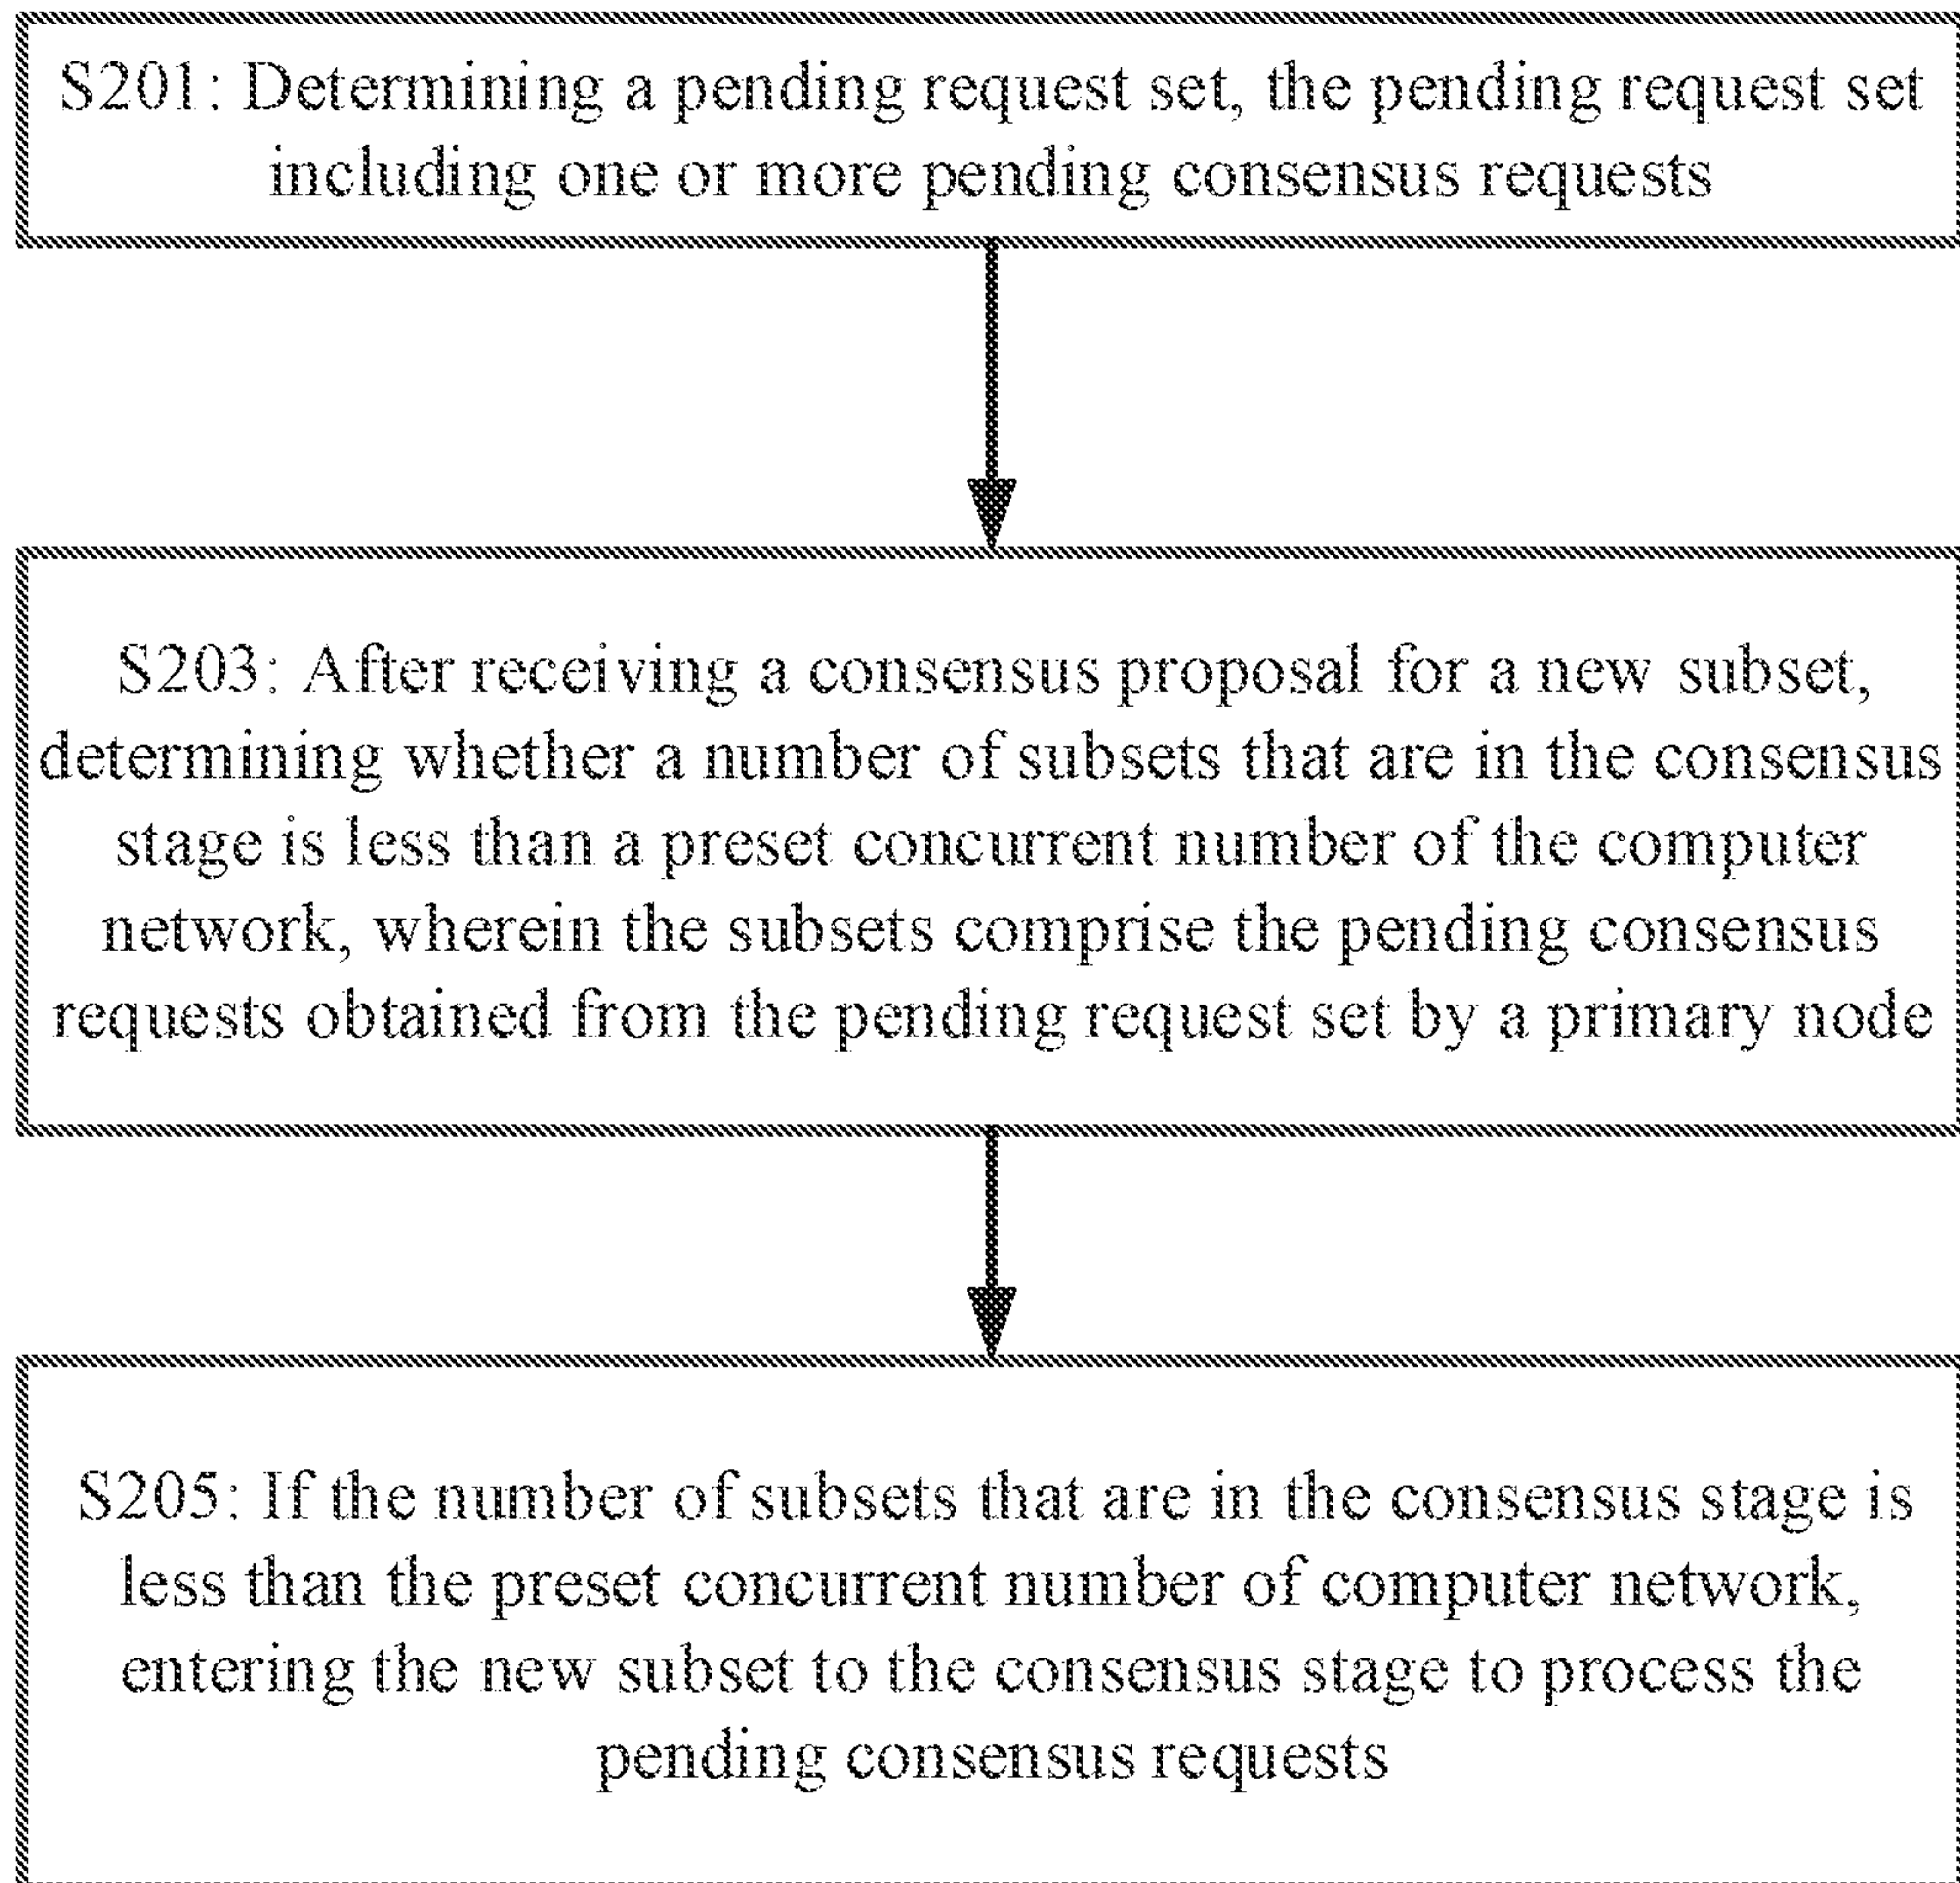 S201: Determining a pending request set, the pending request set
including one or more pending consensus requests
S203: After receiving a consensus proposal for a new subset,
determining whether a number of subsets that are in the consensus
stage is less than a preset concurrent number of the computer
network, wherein the subsets comprise the pending consensus
requests obtained from the pending request set by a primary node
S205: If the number of subsets that are in the consensus stage is
less than the preset concurrent number of computer network,
entering the new subset to the consensus stage to process the
pending consensus requests